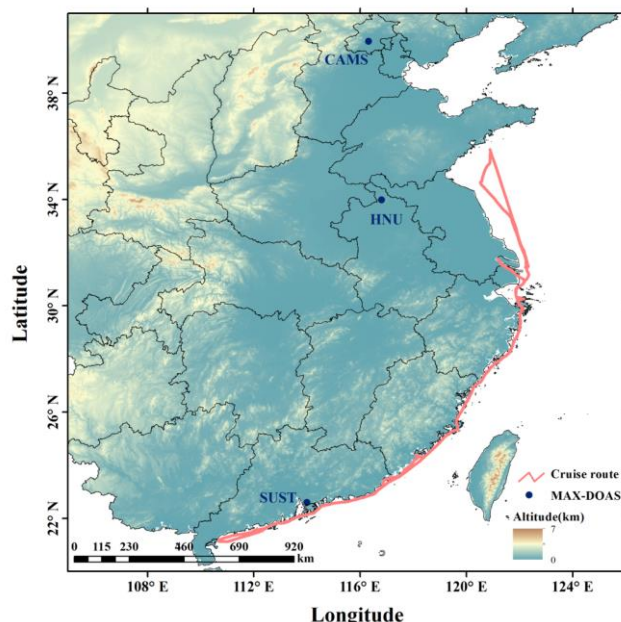 38° N
34° N
30° N
26° N
22° N
Latitude
CAMS
HNU
SUST
Cruise route
MAX-DOAS
Altitude(km)
7
0
0 115 230 460 690 920
km
108° E 112° E 116° E 120° E 124° E
Longitude